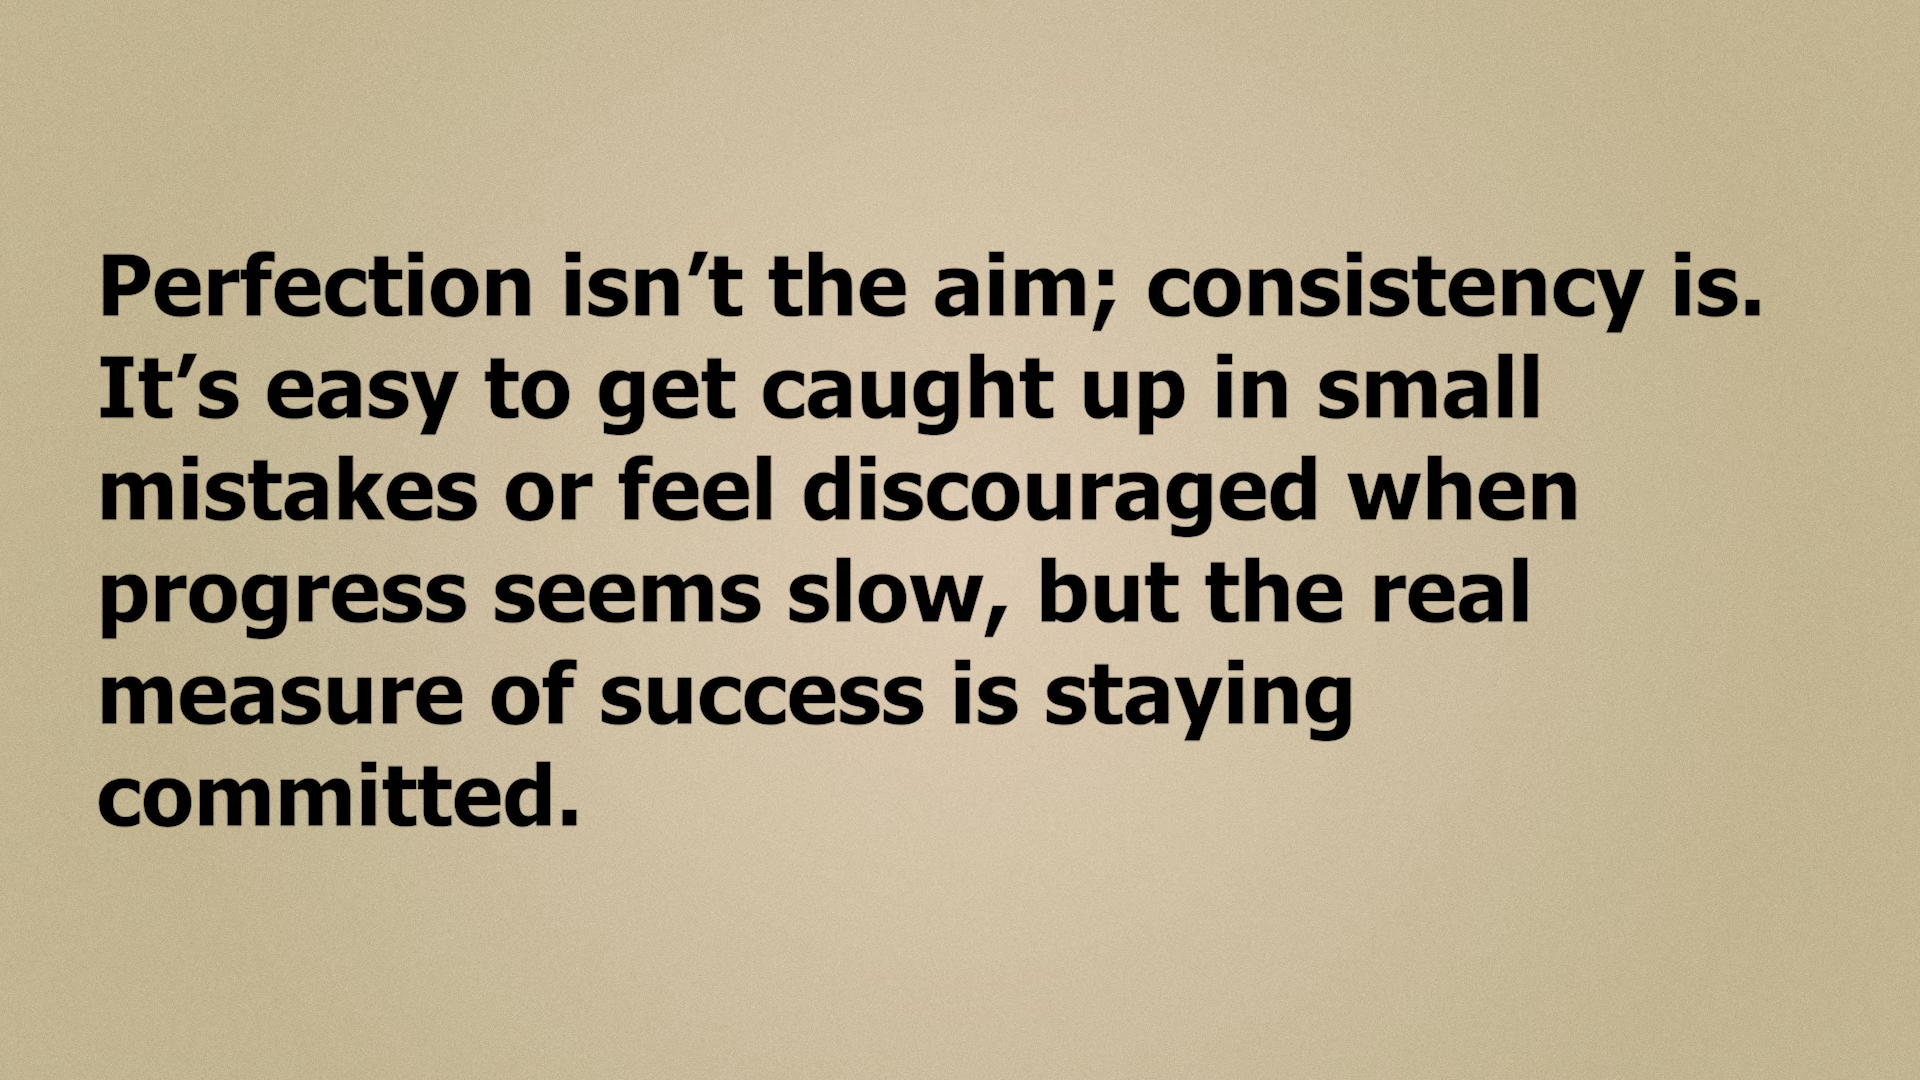 Perfection isn’t the aim; consistency is.
It’s easy to get caught up in small
mistakes or feel discouraged when
progress seems slow, but the real
measure of success is staying
committed.